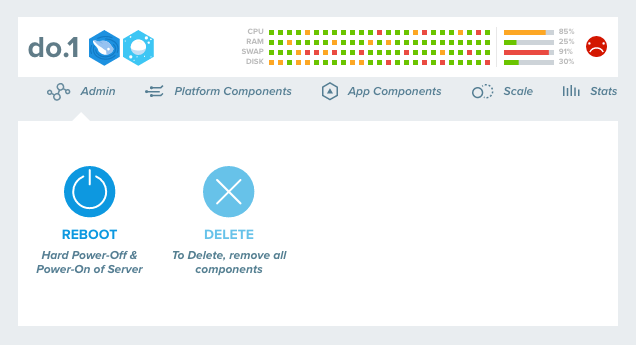 do.1
CPU 85%
RAM 25%
SWAP 91%
DISK 30%
Admin Platform Components App Components Scale Stats
REBOOT
Hard Power-Off &
Power-On of Server
DELETE
To Delete, remove all
components